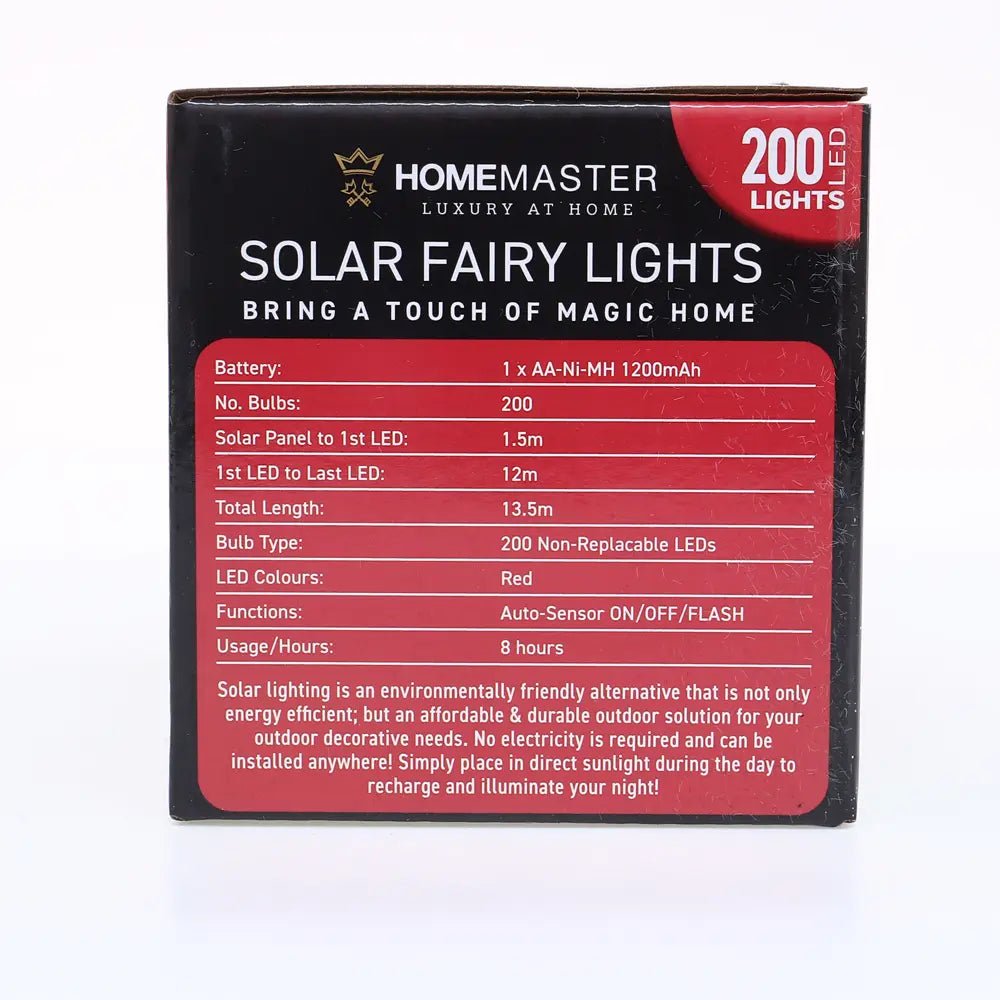 HOMEMASTER
LUXURY AT HOME
200 LED
LIGHTS
SOLAR FAIRY LIGHTS
BRING A TOUCH OF MAGIC HOME
Battery: 1 x AA-Ni-MH 1200mAh
No. Bulbs: 200
Solar Panel to 1st LED: 1.5m
1st LED to Last LED: 12m
Total Length: 13.5m
Bulb Type: 200 Non-Replacable LEDs
LED Colours: Red
Functions: Auto-Sensor ON/OFF/FLASH
Usage/Hours: 8 hours
Solar lighting is an environmentally friendly alternative that is not only
energy efficient; but an affordable & durable outdoor solution for your
outdoor decorative needs. No electricity is required and can be
installed anywhere! Simply place in direct sunlight during the day to
recharge and illuminate your night!